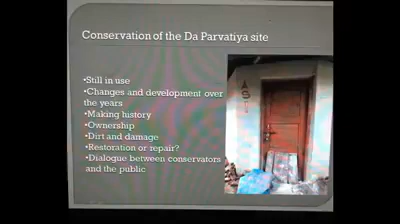 Conservation of the Da Parvatiya site
•Still in use
•Changes and development over
the years
•Making history
•Ownership
•Dirt and damage
•Restoration or repair?
•Dialogue between conservators
and the public
ASI